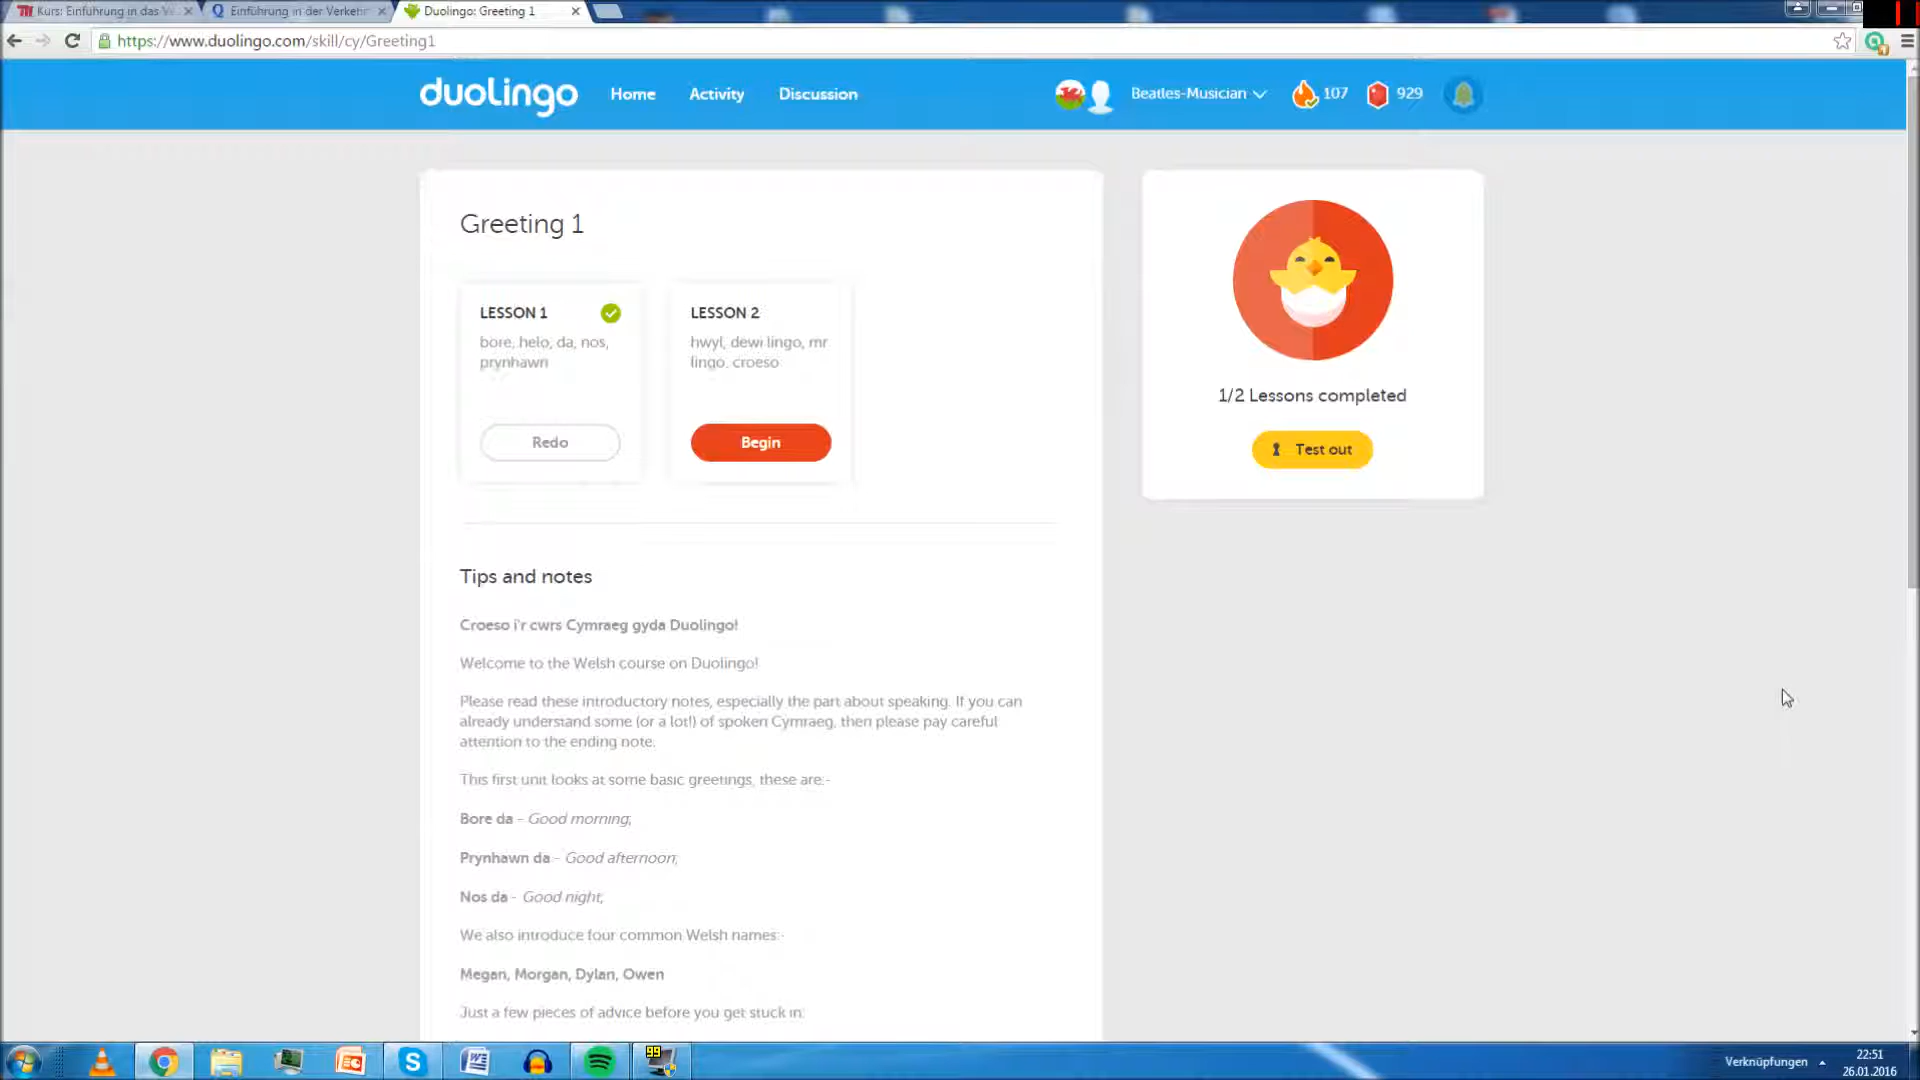 Kurs: Einführung in das W
Einführung in der Verkehr
Duolingo: Greeting 1
https://www.duolingo.com/skill/cy/Greeting1
duolingo
Home
Activity
Discussion
Beatles-Musician
107
929
Greeting 1
LESSON 1
bore, helo, da, nos,
prynhawn
Redo
LESSON 2
hwyl, dewi lingo, mr
lingo, croeso
Begin
1/2 Lessons completed
Test out
Tips and notes
Croeso i'r cwrs Cymraeg gyda Duolingo!
Welcome to the Welsh course on Duolingo!
Please read these introductory notes, especially the part about speaking. If you can
already understand some (or a lot!) of spoken Cymraeg, then please pay careful
attention to the ending note.
This first unit looks at some basic greetings, these are:-
Bore da - Good morning;
Prynhawn da - Good afternoon;
Nos da - Good night;
We also introduce four common Welsh names:-
Megan, Morgan, Dylan, Owen
Just a few pieces of advice before you get stuck in:
99
Verknüpfungen
22:51
26.01.2016